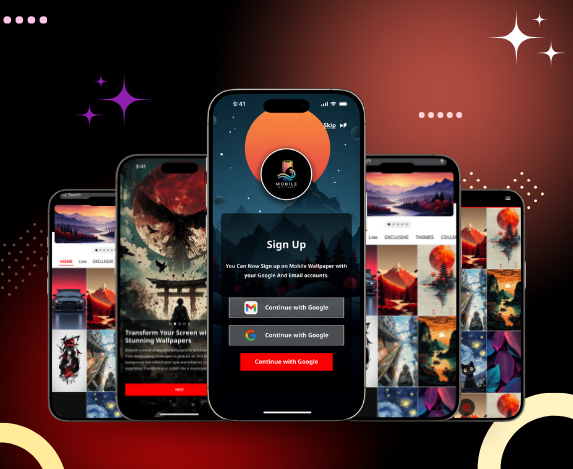 9:41
Skip
MOBILE
Sign Up
You Can Now Sign up on Mobile Wallpaper with
your Google And Email accounts.
Continue with Google
Continue with Google
Continue with Google
9:41
Transform Your Screen wi
Stunning Wallpapers
NEXT
Search
HOME Live EXCLUSIVE
Live EXCLUSIVE THEMES COLLE